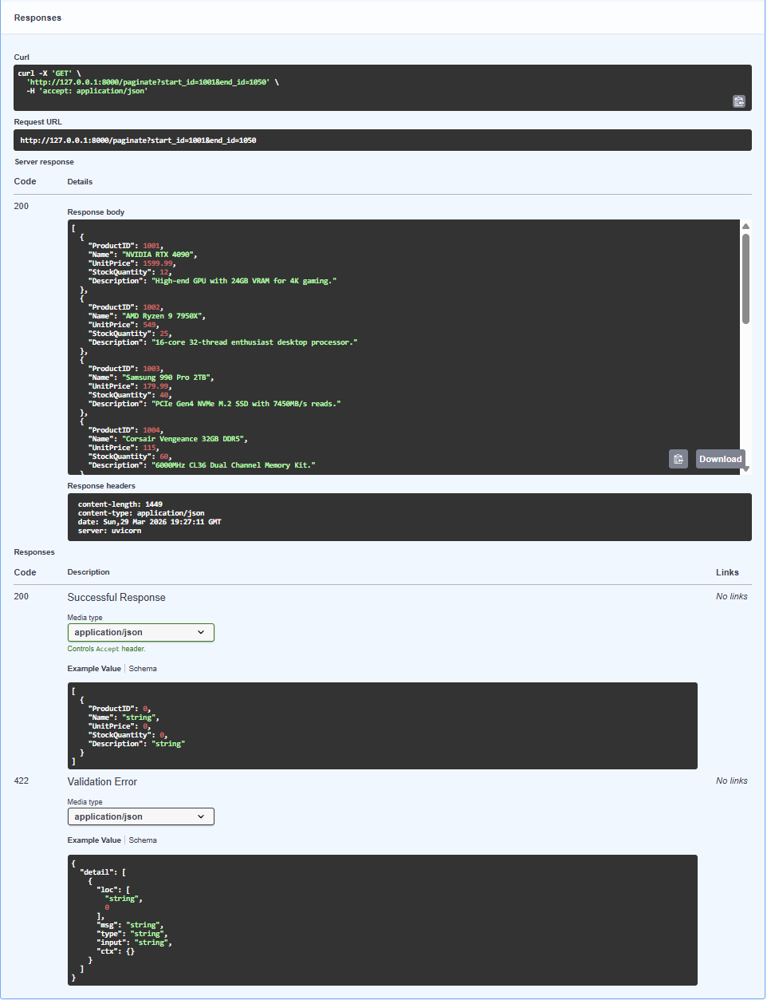 Responses
Curl
curl -X 'GET' \
  'http://127.0.0.1:8000/paginate?start_id=1001&end_id=1050' \
  -H 'accept: application/json'
Request URL
http://127.0.0.1:8000/paginate?start_id=1001&end_id=1050
Server response
Code Details
200
Response body
[
  {
    "ProductID": 1001,
    "Name": "NVIDIA RTX 4090",
    "UnitPrice": 1599.99,
    "StockQuantity": 12,
    "Description": "High-end GPU with 24GB VRAM for 4K gaming."
  },
  {
    "ProductID": 1002,
    "Name": "AMD Ryzen 9 7950X",
    "UnitPrice": 549,
    "StockQuantity": 25,
    "Description": "16-core 32-thread enthusiast desktop processor."
  },
  {
    "ProductID": 1003,
    "Name": "Samsung 990 Pro 2TB",
    "UnitPrice": 179.99,
    "StockQuantity": 40,
    "Description": "PCIe Gen4 NVMe M.2 SSD with 7450MB/s reads."
  },
  {
    "ProductID": 1004,
    "Name": "Corsair Vengeance 32GB DDR5",
    "UnitPrice": 115,
    "StockQuantity": 60,
    "Description": "6000MHz CL36 Dual Channel Memory Kit."
  }
Download
Response headers
content-length: 1449
content-type: application/json
date: Sun,29 Mar 2026 19:27:11 GMT
server: uvicorn
Responses
Code Description Links
200 Successful Response No links
Media type
application/json
Controls Accept header.
Example Value | Schema
[
  {
    "ProductID": 0,
    "Name": "string",
    "UnitPrice": 0,
    "StockQuantity": 0,
    "Description": "string"
  }
]
422 Validation Error No links
Media type
application/json
Example Value | Schema
{
  "detail": [
    {
      "loc": [
        "string",
        0
      ],
      "msg": "string",
      "type": "string",
      "input": "string",
      "ctx": {}
    }
  ]
}